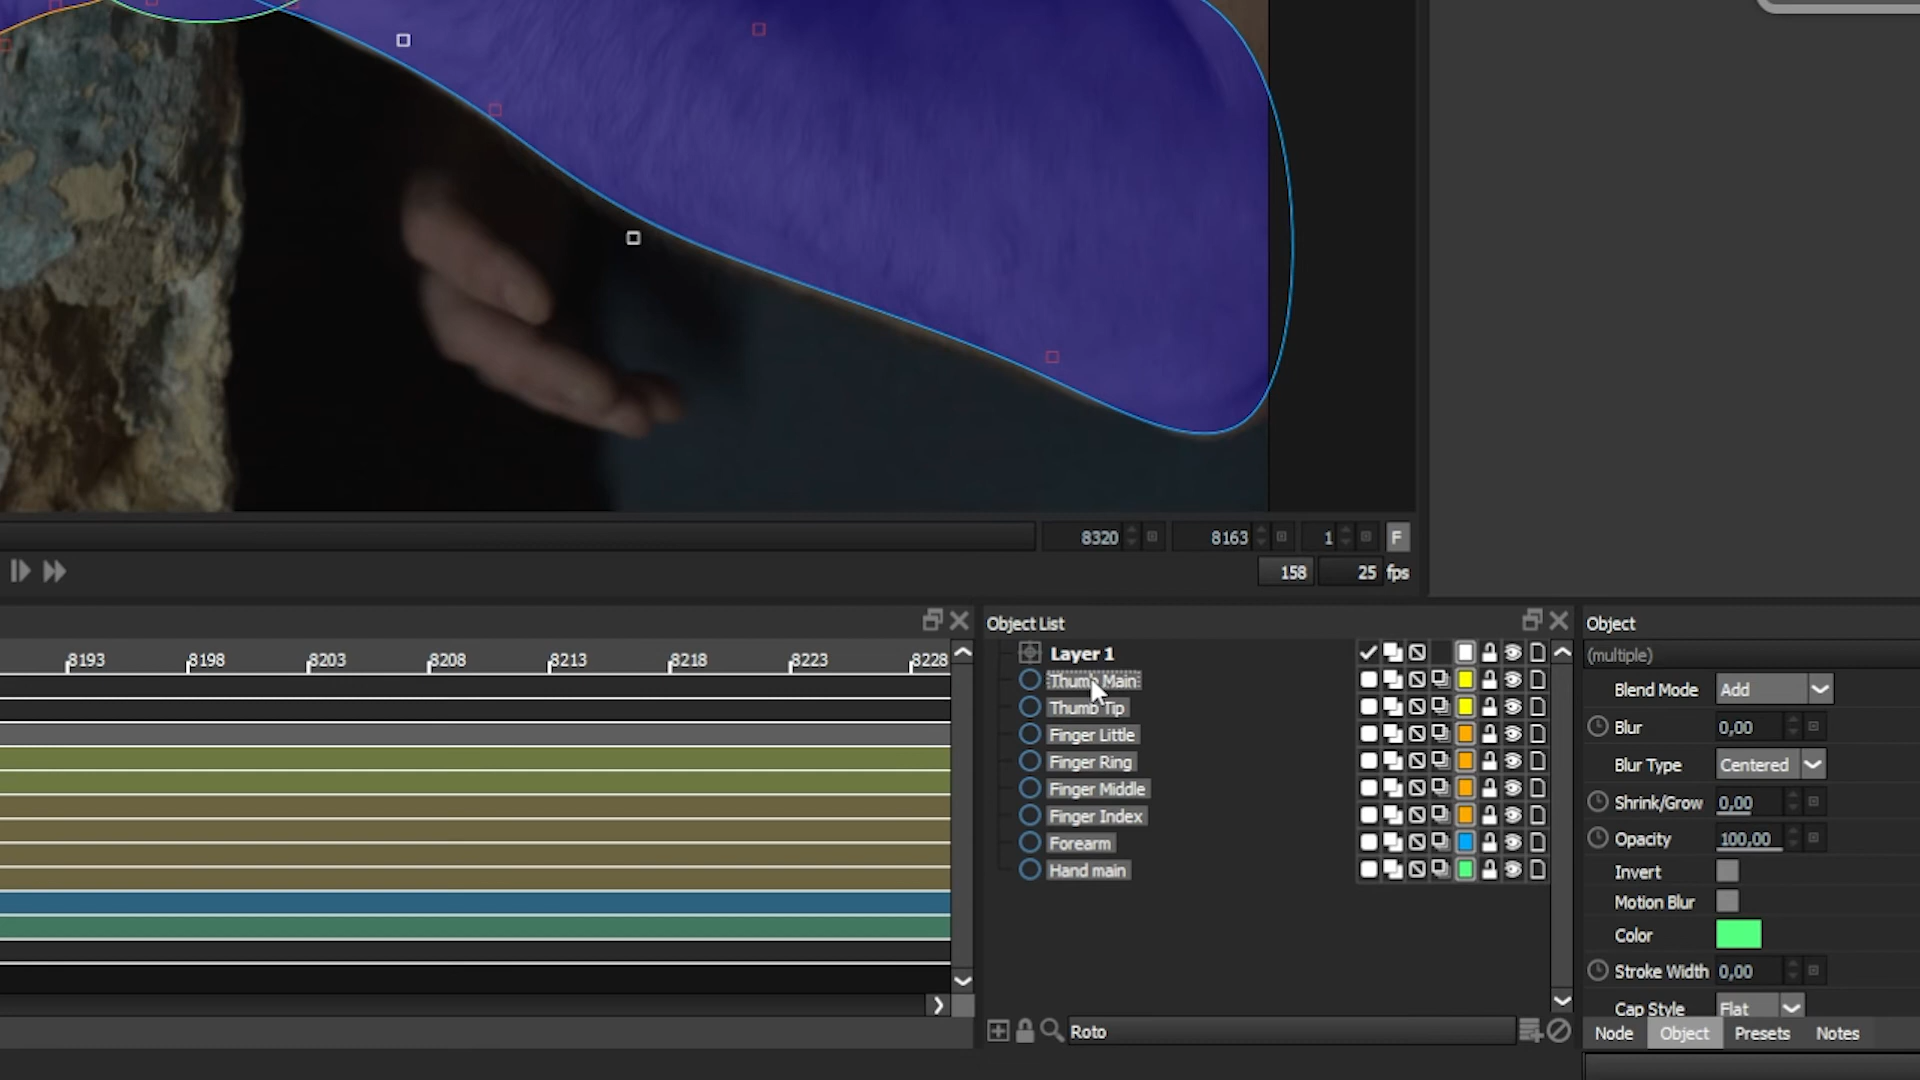 8320 8163 1 F
158 25 fps
8193 8198 8203 8208 8213 8218 8223 8228
Object List
Layer 1
Thumb Main
Thumb Tip
Finger Little
Finger Ring
Finger Middle
Finger Index
Forearm
Hand main
Roto
Object
(multiple)
Blend Mode Add
Blur 0,00
Blur Type Centered
Shrink/Grow 0,00
Opacity 100,00
Invert
Motion Blur
Color
Stroke Width 0,00
Cap Style Flat
Node Object Presets Notes